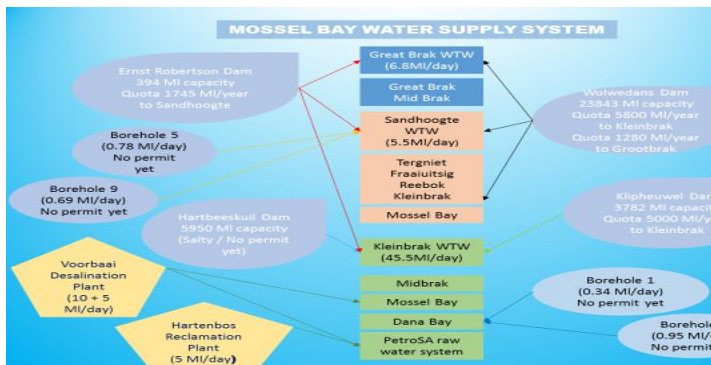 MOSSEL BAY WATER SUPPLY SYSTEM
Ernst Robertson Dam
394 Ml capacity
Quota 1745 Ml/year
to Sandhoogte
Borehole 5
(0.78 Ml/day)
No permit
yet
Borehole 9
(0.69 Ml/day)
No permit yet
Hartbeeskuil Dam
5950 Ml capacity
(Salty / No permit
yet)
Voorbaai
Desalination
Plant
(10 + 5
Ml/day)
Hartenbos
Reclamation
Plant
(5 Ml/day)
Great Brak WTW
(6.8Ml/day)
Great Brak
Mid Brak
Sandhoogte
WTW
(5.5Ml/day)
Tergniet
Fraaiuitsig
Reebok
Kleinbrak
Mossel Bay
Kleinbrak WTW
(45.5Ml/day)
Midbrak
Mossel Bay
Dana Bay
PetroSA raw
water system
Wolwedans Dam
23843 Ml capacity
Quota 5800 Ml/year
to Kleinbrak
Quota 1280 Ml/year
to Grootbrak
Klipheuwel Da
3782 Ml capaci
Quota 5000 Ml/y
to Kleinbrak
Borehole 1
(0.34 Ml/day)
No permit yet
Borehole
(0.95 Ml/da
No permit